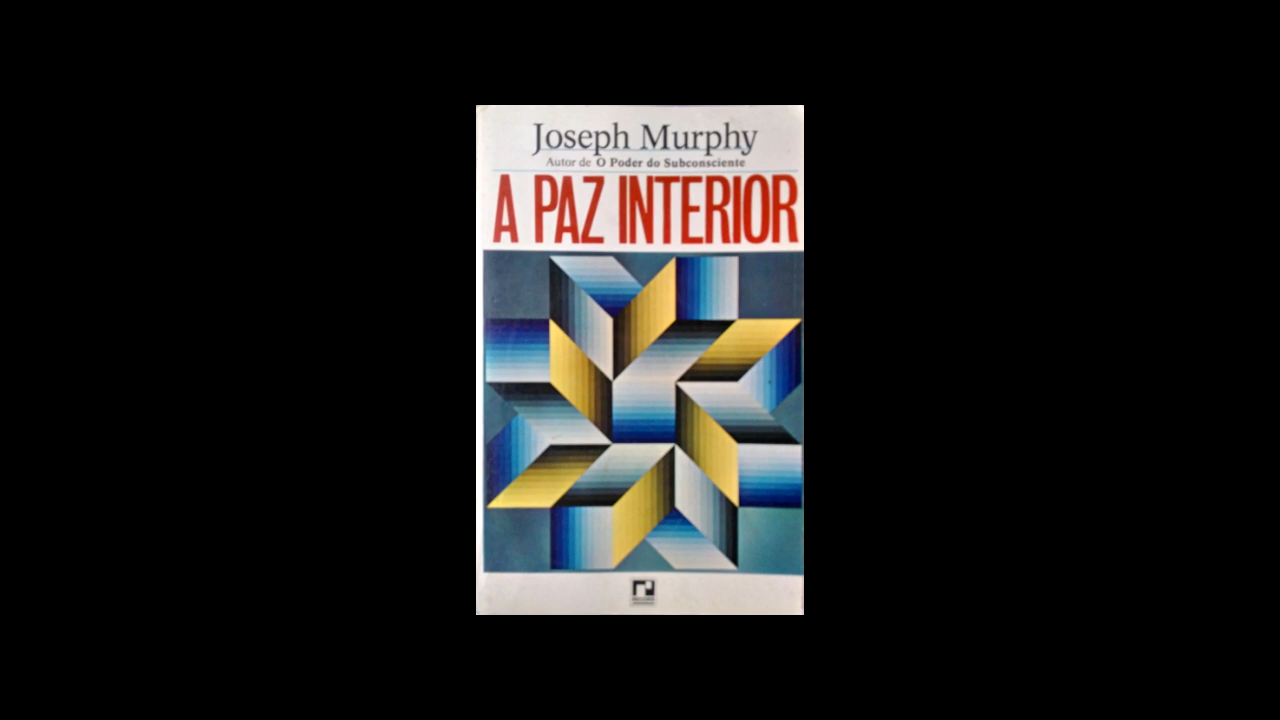 Joseph Murphy
Autor de O Poder do Subconsciente
A PAZ INTERIOR